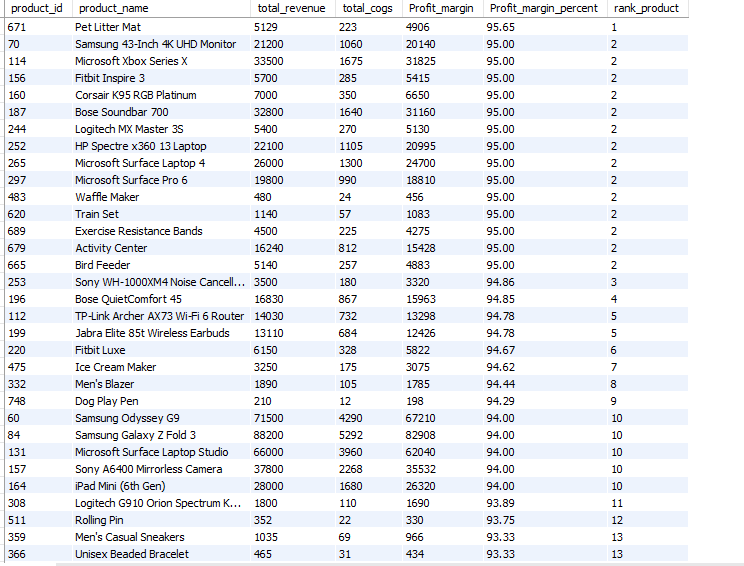 product_id product_name total_revenue total_cogs Profit_margin Profit_margin_percent rank_product
671 Pet Litter Mat 5129 223 4906 95.65 1
70 Samsung 43-Inch 4K UHD Monitor 21200 1060 20140 95.00 2
114 Microsoft Xbox Series X 33500 1675 31825 95.00 2
156 Fitbit Inspire 3 5700 285 5415 95.00 2
160 Corsair K95 RGB Platinum 7000 350 6650 95.00 2
187 Bose Soundbar 700 32800 1640 31160 95.00 2
244 Logitech MX Master 3S 5400 270 5130 95.00 2
252 HP Spectre x360 13 Laptop 22100 1105 20995 95.00 2
265 Microsoft Surface Laptop 4 26000 1300 24700 95.00 2
297 Microsoft Surface Pro 6 19800 990 18810 95.00 2
483 Waffle Maker 480 24 456 95.00 2
620 Train Set 1140 57 1083 95.00 2
689 Exercise Resistance Bands 4500 225 4275 95.00 2
679 Activity Center 16240 812 15428 95.00 2
665 Bird Feeder 5140 257 4883 95.00 2
253 Sony WH-1000XM4 Noise Cancell... 3500 180 3320 94.86 3
196 Bose QuietComfort 45 16830 867 15963 94.85 4
112 TP-Link Archer AX73 Wi-Fi 6 Router 14030 732 13298 94.78 5
199 Jabra Elite 85t Wireless Earbuds 13110 684 12426 94.78 5
220 Fitbit Luxe 6150 328 5822 94.67 6
475 Ice Cream Maker 3250 175 3075 94.62 7
332 Men's Blazer 1890 105 1785 94.44 8
748 Dog Play Pen 210 12 198 94.29 9
60 Samsung Odyssey G9 71500 4290 67210 94.00 10
84 Samsung Galaxy Z Fold 3 88200 5292 82908 94.00 10
131 Microsoft Surface Laptop Studio 66000 3960 62040 94.00 10
157 Sony A6400 Mirrorless Camera 37800 2268 35532 94.00 10
164 iPad Mini (6th Gen) 28000 1680 26320 94.00 10
308 Logitech G910 Orion Spectrum K... 1800 110 1690 93.89 11
511 Rolling Pin 352 22 330 93.75 12
359 Men's Casual Sneakers 1035 69 966 93.33 13
366 Unisex Beaded Bracelet 465 31 434 93.33 13